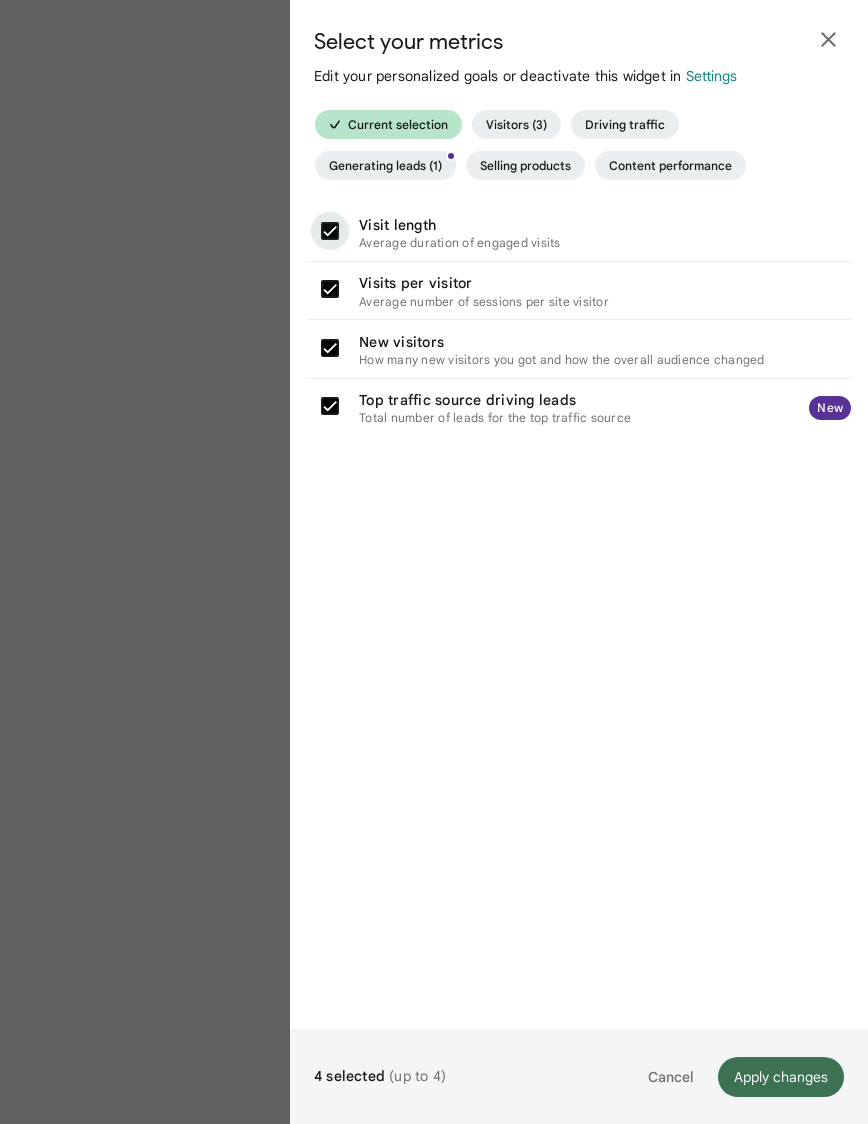 Select your metrics
Edit your personalized goals or deactivate this widget in Settings
Current selection
Visitors (3)
Driving traffic
Generating leads (1)
Selling products
Content performance
Visit length
Average duration of engaged visits
Visits per visitor
Average number of sessions per site visitor
New visitors
How many new visitors you got and how the overall audience changed
Top traffic source driving leads
Total number of leads for the top traffic source
New
4 selected (up to 4)
Cancel
Apply changes